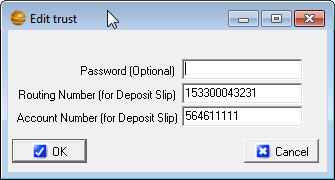 Edit trust
Password (Optional)
Routing Number (for Deposit Slip) 153300043231
Account Number (for Deposit Slip) 564611111
OK Cancel